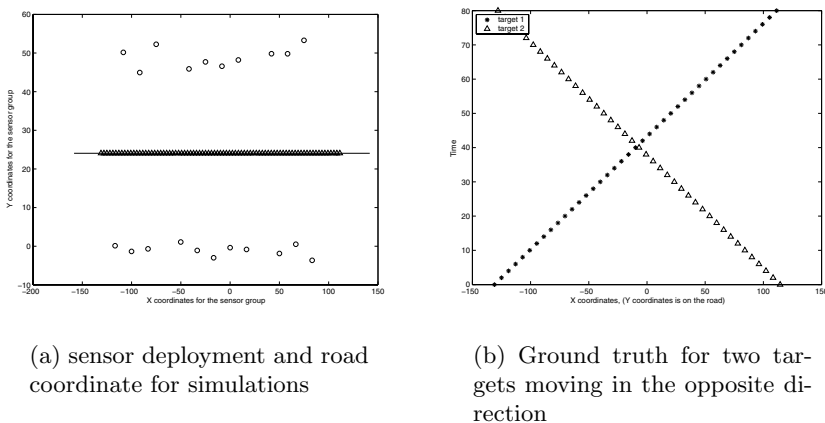 60
50
40
30
20
10
0
−10
−200 −150 −100 −50 0 50 100 150
X coordinates for the sensor group
Y coordinates for the sensor group
80
70
60
50
40
30
20
10
0
−150 −100 −50 0 50 100 150
X coordinates, (Y coordinates is on the road)
Time
target 1
target 2
(a) sensor deployment and road
coordinate for simulations
(b) Ground truth for two tar-
gets moving in the opposite di-
rection